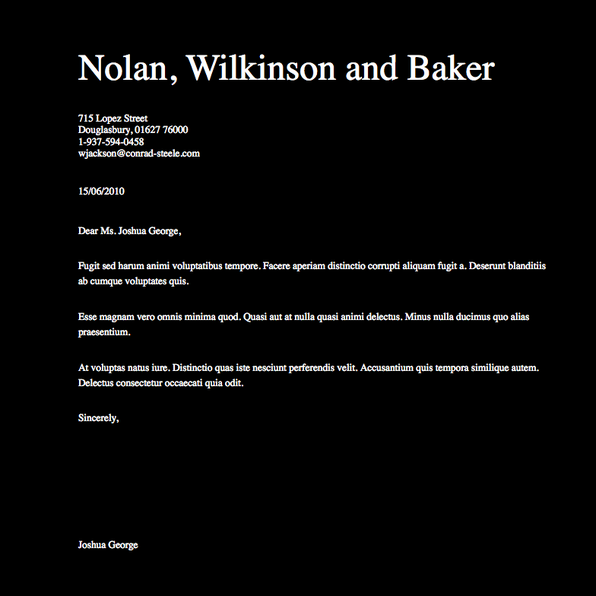 Nolan, Wilkinson and Baker
715 Lopez Street
Douglasbury, 01627 76000
1-937-594-0458
wjackson@conrad-steele.com
15/06/2010
Dear Ms. Joshua George,
Fugit sed harum animi voluptatibus tempore. Facere aperiam distinctio corrupti aliquam fugit a. Deserunt blanditiis
ab cumque voluptates quis.
Esse magnam vero omnis minima quod. Quasi aut at nulla quasi animi delectus. Minus nulla ducimus quo alias
praesentium.
At voluptas natus iure. Distinctio quas iste nesciunt perferendis velit. Accusantium quis tempora similique autem.
Delectus consectetur occaecati quia odit.
Sincerely,
Joshua George